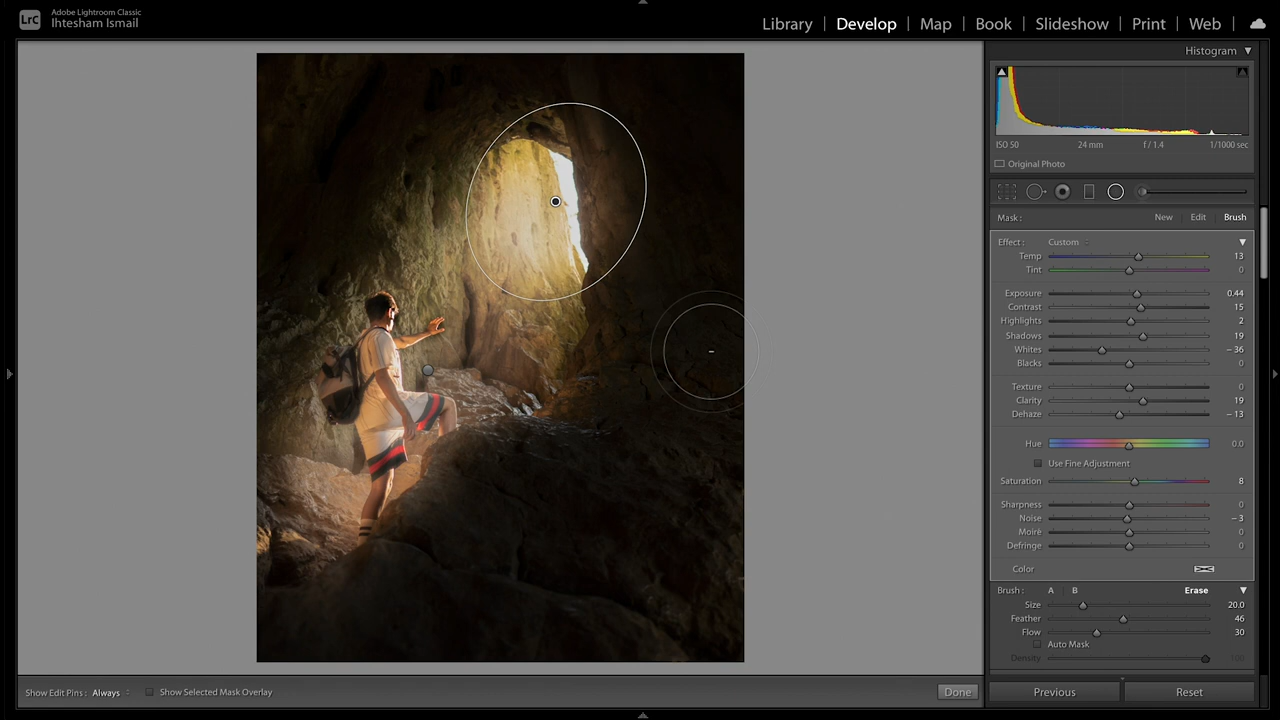 LrC
Adobe Lightroom Classic
Ihtesham Ismail
Library | Develop | Map | Book | Slideshow | Print | Web
Histogram
ISO 50 24 mm f / 1.4 1/1000 sec
Original Photo
Mask : New Edit Brush
Effect : Custom
Temp 13
Tint 0
Exposure 0.44
Contrast 15
Highlights 2
Shadows 19
Whites – 36
Blacks 0
Texture 0
Clarity 19
Dehaze – 13
Hue 0.0
Use Fine Adjustment
Saturation 8
Sharpness 0
Noise – 3
Moiré 0
Defringe 0
Color
Brush : A B Erase
Size 20.0
Feather 46
Flow 30
Auto Mask
Density 100
Show Edit Pins : Always Show Selected Mask Overlay Done
Previous Reset